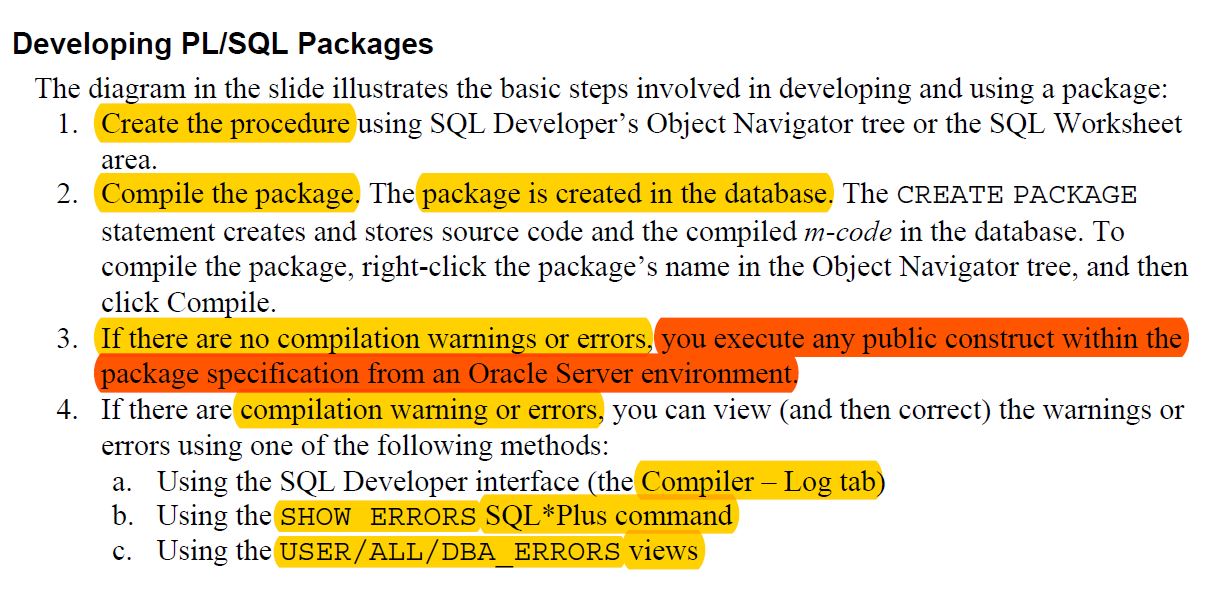 Developing PL/SQL Packages
The diagram in the slide illustrates the basic steps involved in developing and using a package:
1. Create the procedure using SQL Developer’s Object Navigator tree or the SQL Worksheet
area.
2. Compile the package. The package is created in the database. The CREATE PACKAGE
statement creates and stores source code and the compiled m-code in the database. To
compile the package, right-click the package’s name in the Object Navigator tree, and then
click Compile.
3. If there are no compilation warnings or errors, you execute any public construct within the
package specification from an Oracle Server environment.
4. If there are compilation warning or errors, you can view (and then correct) the warnings or
errors using one of the following methods:
a. Using the SQL Developer interface (the Compiler – Log tab)
b. Using the SHOW ERRORS SQL*Plus command
c. Using the USER/ALL/DBA_ERRORS views